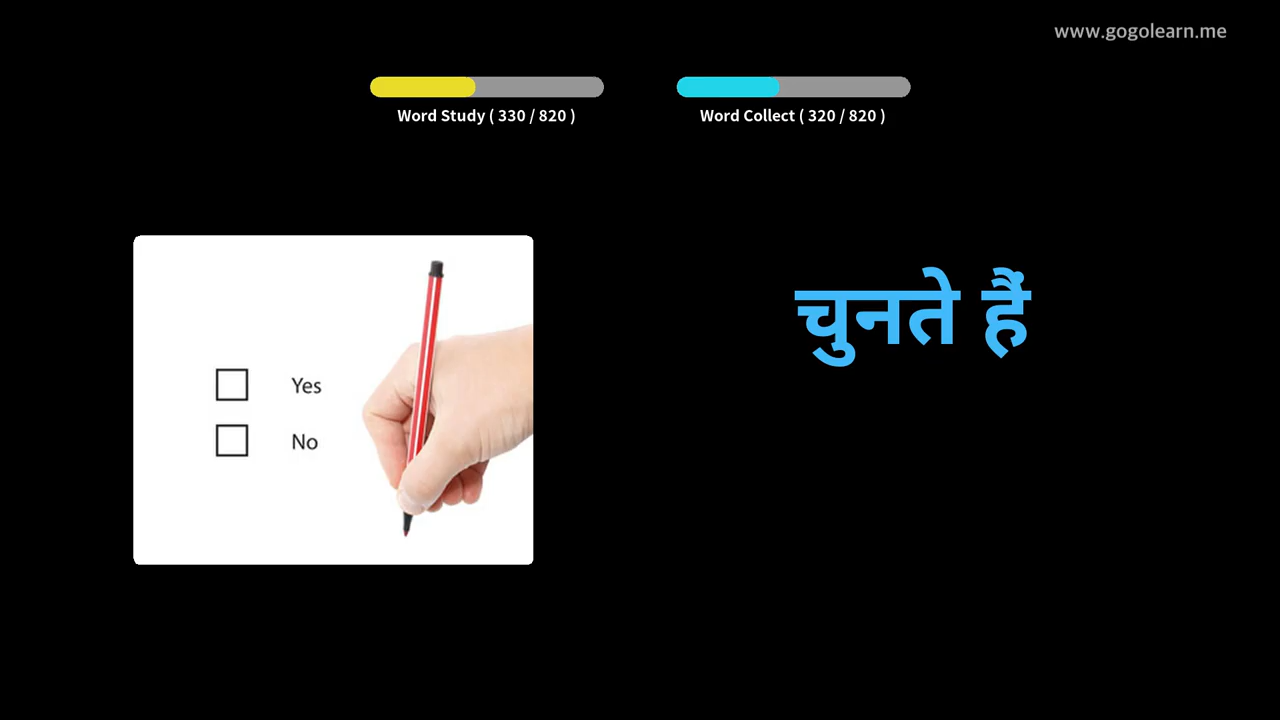 www.gogolearn.me
Word Study ( 330 / 820 )
Word Collect ( 320 / 820 )
Yes
No
चुनते हैं